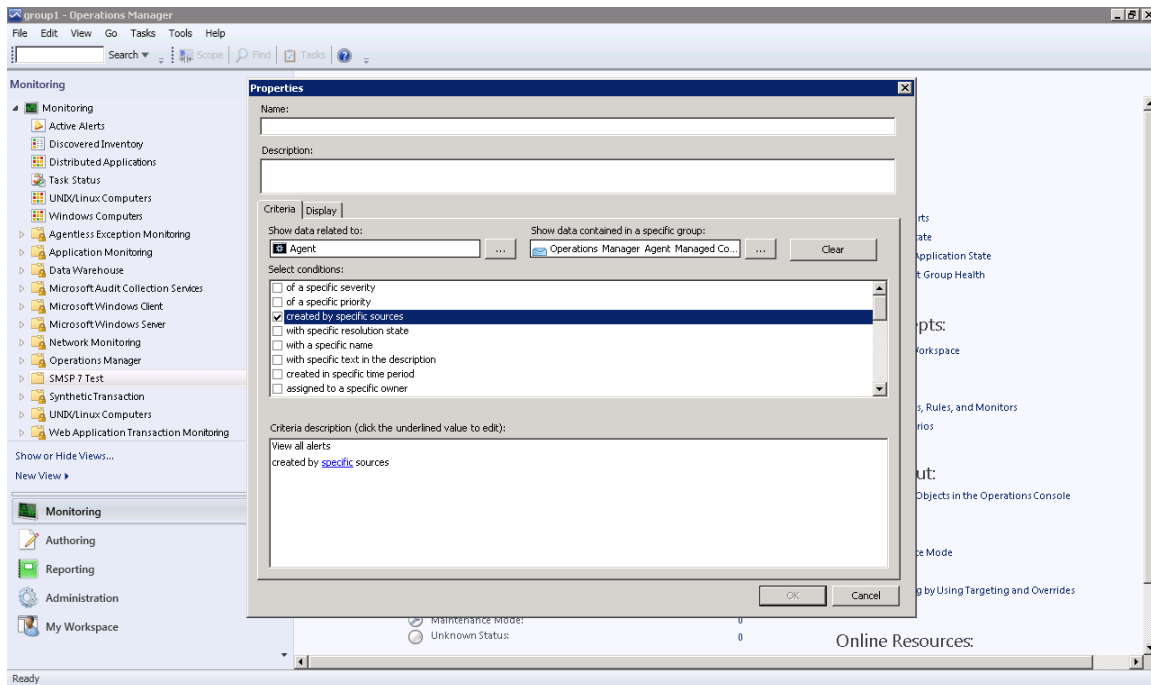 group1 - Operations Manager
File Edit View Go Tasks Tools Help
Search Scope Find Tasks
Monitoring
Monitoring
Active Alerts
Discovered Inventory
Distributed Applications
Task Status
UNIX/Linux Computers
Windows Computers
Agentless Exception Monitoring
Application Monitoring
Data Warehouse
Microsoft Audit Collection Services
Microsoft Windows Client
Microsoft Windows Server
Network Monitoring
Operations Manager
SMSP 7 Test
Synthetic Transaction
UNIX/Linux Computers
Web Application Transaction Monitoring
Show or Hide Views...
New View
Monitoring
Authoring
Reporting
Administration
My Workspace
Properties
Name:
Description:
Criteria Display
Show data related to: Show data contained in a specific group:
Agent ... Operations Manager Agent Managed Co... ... Clear
Select conditions:
of a specific severity
of a specific priority
created by specific sources
with specific resolution state
with a specific name
with specific text in the description
created in specific time period
assigned to a specific owner
Criteria description (click the underlined value to edit):
View all alerts
created by specific sources
OK Cancel
rts
tate
Application State
t Group Health
pts:
Workspace
s, Rules, and Monitors
rios
ut:
Objects in the Operations Console
ce Mode
g by Using Targeting and Overrides
Maintenance Mode: 0
Unknown Status: 0
Online Resources:
Ready